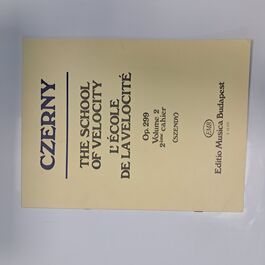 CZERNY
THE SCHOOL
OF VELOCITY
L'ÉCOLE
DE LA VÉLOCITÉ
Op. 299
Volume 2
2ème cahier
(SZENDI)
EMB
Editio Musica Budapest